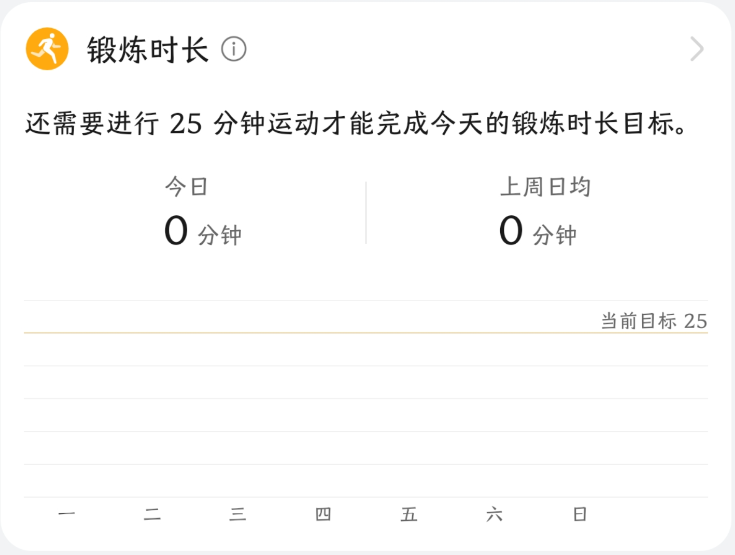 锻炼时长
还需要进行 25 分钟运动才能完成今天的锻炼时长目标。
今日 上周日均
0 分钟 0 分钟
当前目标 25
一 二 三 四 五 六 日